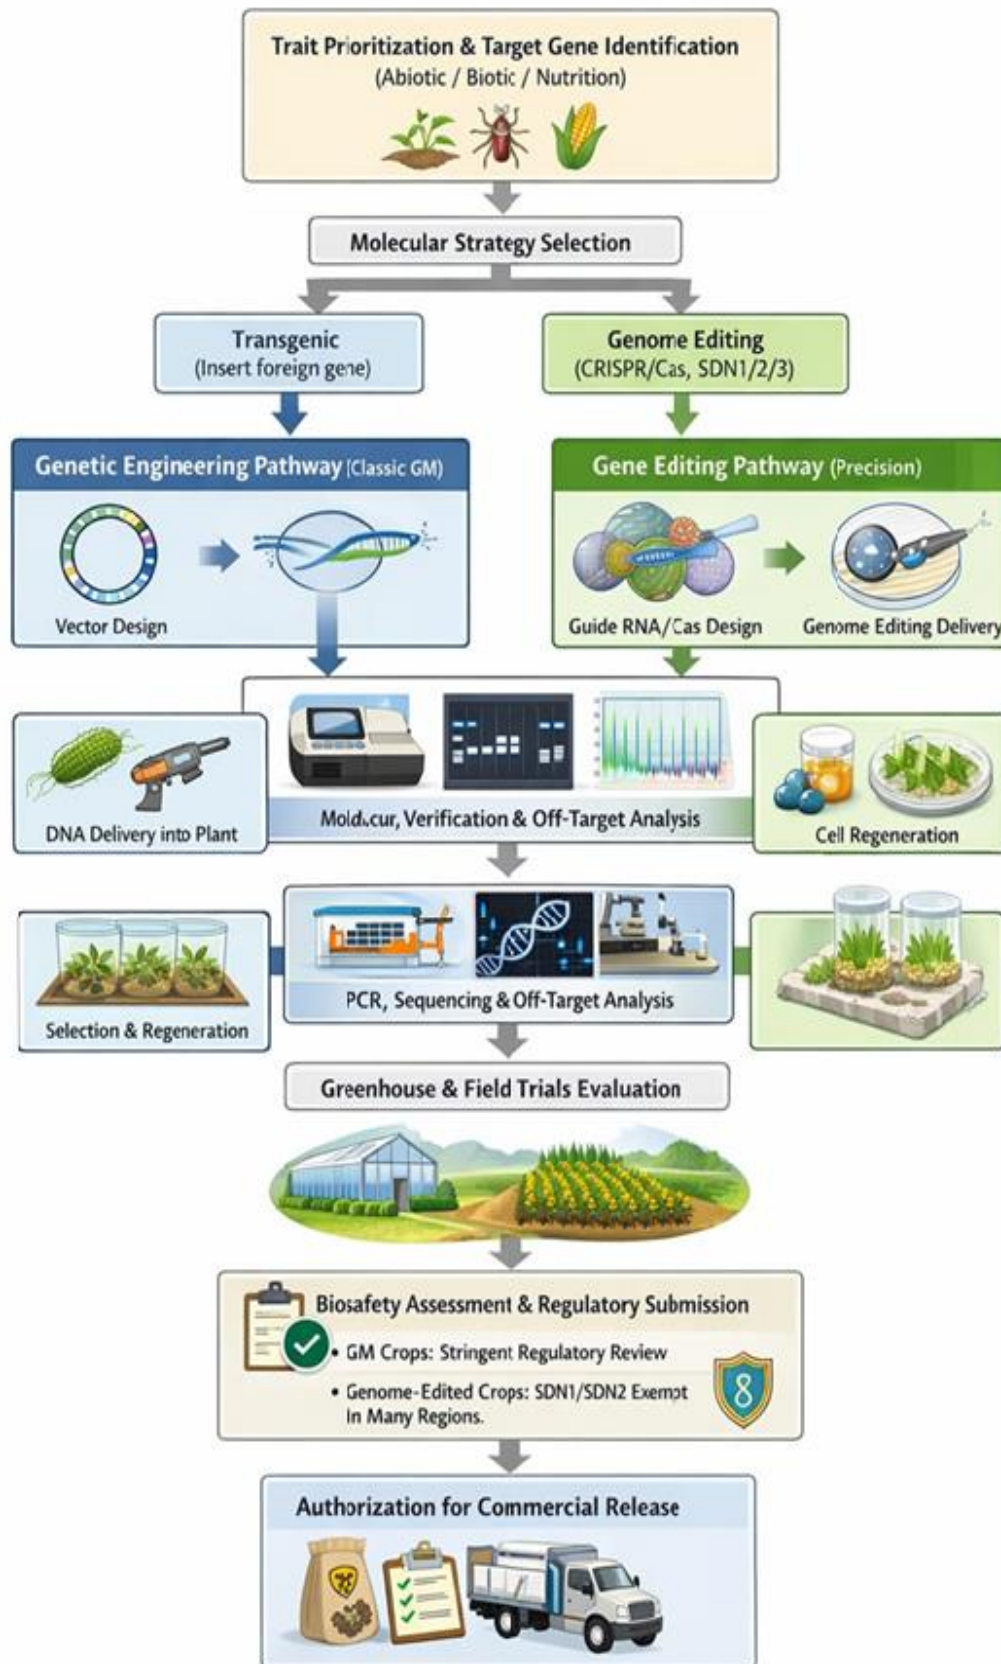 Trait Prioritization & Target Gene Identification
(Abiotic / Biotic / Nutrition)
Molecular Strategy Selection
Transgenic
(Insert foreign gene)
Genome Editing
(CRISPR/Cas, SDN1/2/3)
Genetic Engineering Pathway (Classic GM)
Vector Design
Gene Editing Pathway (Precision)
Guide RNA/Cas Design
Genome Editing Delivery
DNA Delivery into Plant
Verification & Off-Target Analysis
Cell Regeneration
Selection & Regeneration
PCR, Sequencing & Off-Target Analysis
Greenhouse & Field Trials Evaluation
Biosafety Assessment & Regulatory Submission
• GM Crops: Stringent Regulatory Review
• Genome-Edited Crops: SDN1/SDN2 Exempt
In Many Regions.
8
Authorization for Commercial Release